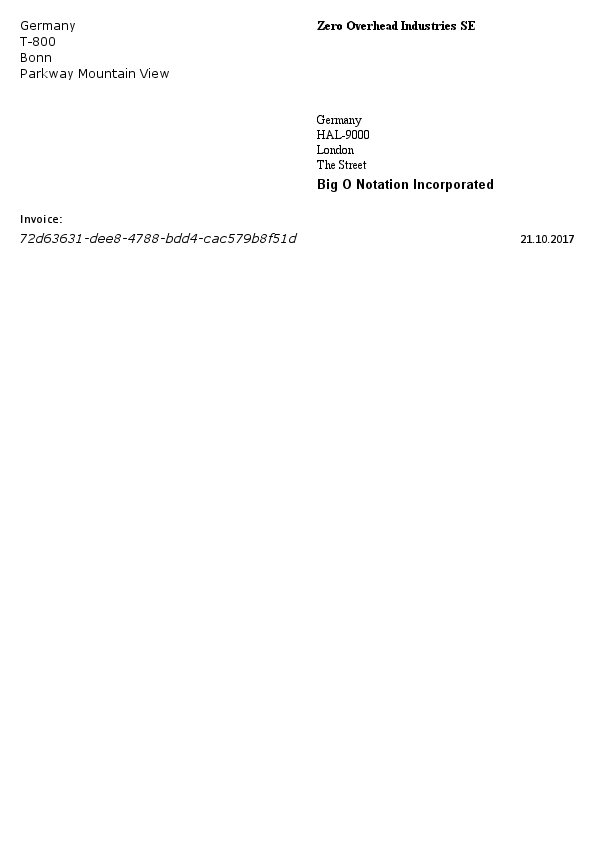 Germany
T-800
Bonn
Parkway Mountain View
Zero Overhead Industries SE
Germany
HAL-9000
London
The Street
Big O Notation Incorporated
Invoice:
72d63631-dee8-4788-bdd4-cac579b8f51d
21.10.2017